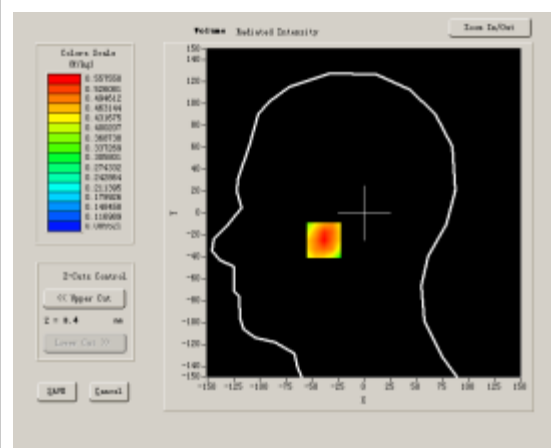 Volume Radiated Intensity
Zoom In/Out
Colors Scale
(W/kg)
0.557558
0.526081
0.494612
0.463144
0.431675
0.400207
0.368738
0.337269
0.305801
0.274332
0.242864
0.211395
0.179926
0.148458
0.116989
0.085521
Z-Cuts Control
<< Upper Cut
Z = 0.4 mm
Lower Cut >>
SAVE
Cancel
150
140
120
100
80
60
40
20
0
-20
-40
-60
-80
-100
-120
-140
-150
Y
-150 -125 -100 -75 -50 -25 0 25 50 75 100 125 150
X